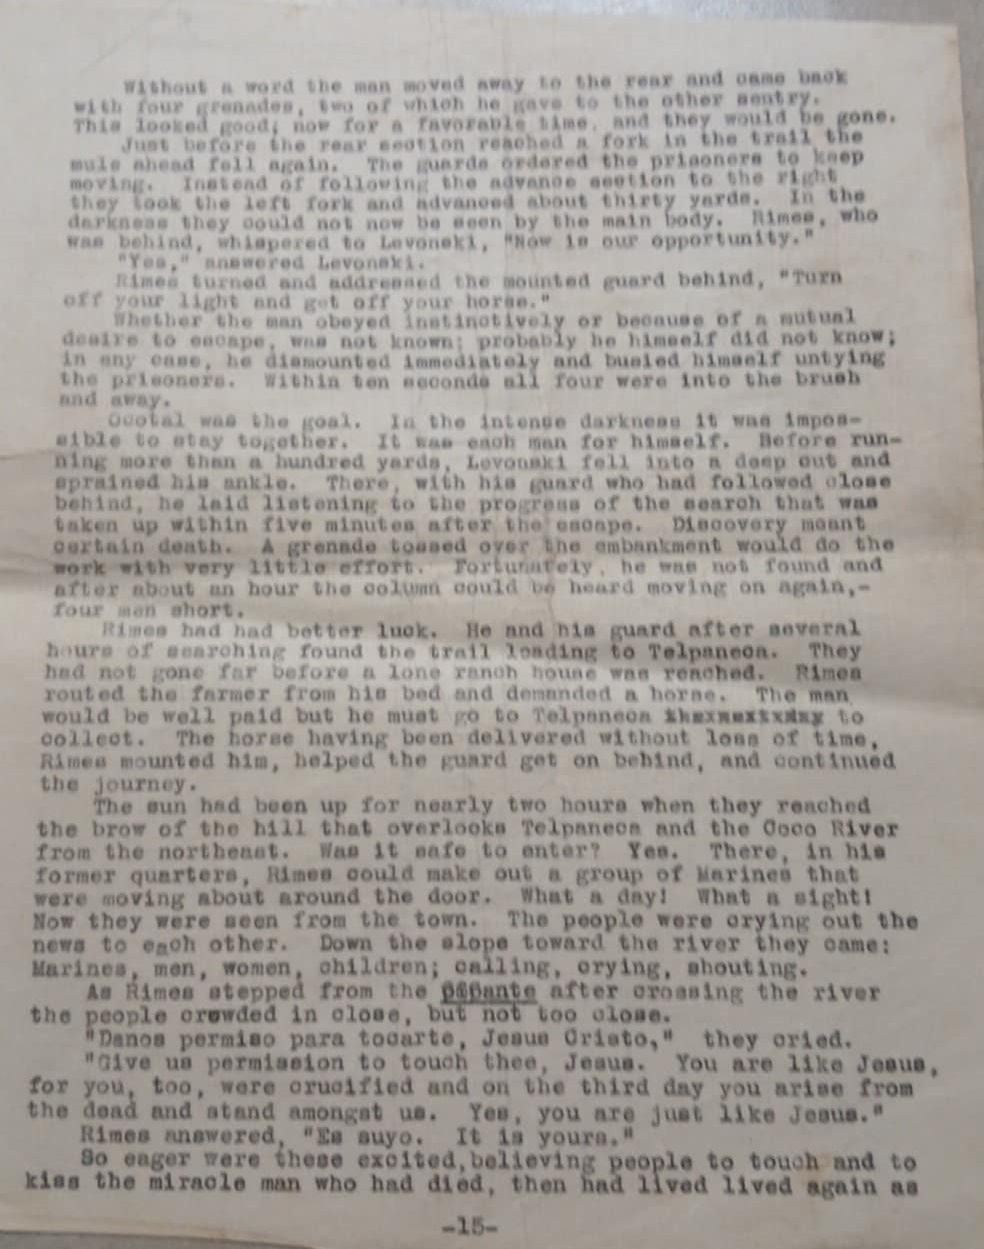 Without a word the man moved away to the rear and came back
with four grenades, two of which he gave to the other sentry.
This looked good; now for a favorable time, and they would be gone.
Just before the rear section reached a fork in the trail the
mule ahead fell again. The guards ordered the prisoners to keep
moving. Instead of following the advance section to the right
they took the left fork and advanced about thirty yards. In the
darkness they could not now be seen by the main body. Rimes, who
was behind, whispered to Levonski, "Now is our opportunity."
"Yes," answered Levonski.
Rimes turned and addressed the mounted guard behind, "Turn
off your light and get off your horse."
Whether the man obeyed instinctively or because of a mutual
desire to escape, was not known; probably he himself did not know;
in any case, he dismounted immediately and busied himself untying
the prisoners. Within ten seconds all four were into the brush
and away.
Ocotal was the goal. In the intense darkness it was impos-
sible to stay together. It was each man for himself. Before run-
ning more than a hundred yards, Levonski fell into a deep cut and
sprained his ankle. There, with his guard who had followed close
behind, he laid listening to the progress of the search that was
taken up within five minutes after the escape. Discovery meant
certain death. A grenade tossed over the embankment would do the
work with very little effort. Fortunately, he was not found and
after about an hour the column could be heard moving on again,-
four men short.
Rimes had had better luck. He and his guard after several
hours of searching found the trail leading to Telpaneca. They
had not gone far before a lone ranch house was reached. Rimes
routed the farmer from his bed and demanded a horse. The man
would be well paid but he must go to Telpaneca to
collect. The horse having been delivered without loss of time,
Rimes mounted him, helped the guard get on behind, and continued
the journey.
The sun had been up for nearly two hours when they reached
the brow of the hill that overlooks Telpaneca and the Coco River
from the northeast. Was it safe to enter? Yes. There, in his
former quarters, Rimes could make out a group of Marines that
were moving about around the door. What a day! What a sight!
Now they were seen from the town. The people were crying out the
news to each other. Down the slope toward the river they came:
Marines, men, women, children; calling, crying, shouting.
As Rimes stepped from the after crossing the river
the people crowded in close, but not too close.
"Danos permiso para tocarte, Jesus Cristo," they cried.
"Give us permission to touch thee, Jesus. You are like Jesus,
for you, too, were crucified and on the third day you arise from
the dead and stand amongst us. Yes, you are just like Jesus."
Rimes answered, "Es suyo. It is yours."
So eager were these excited,believing people to touch and to
kiss the miracle man who had died, then had lived lived again as
-15-